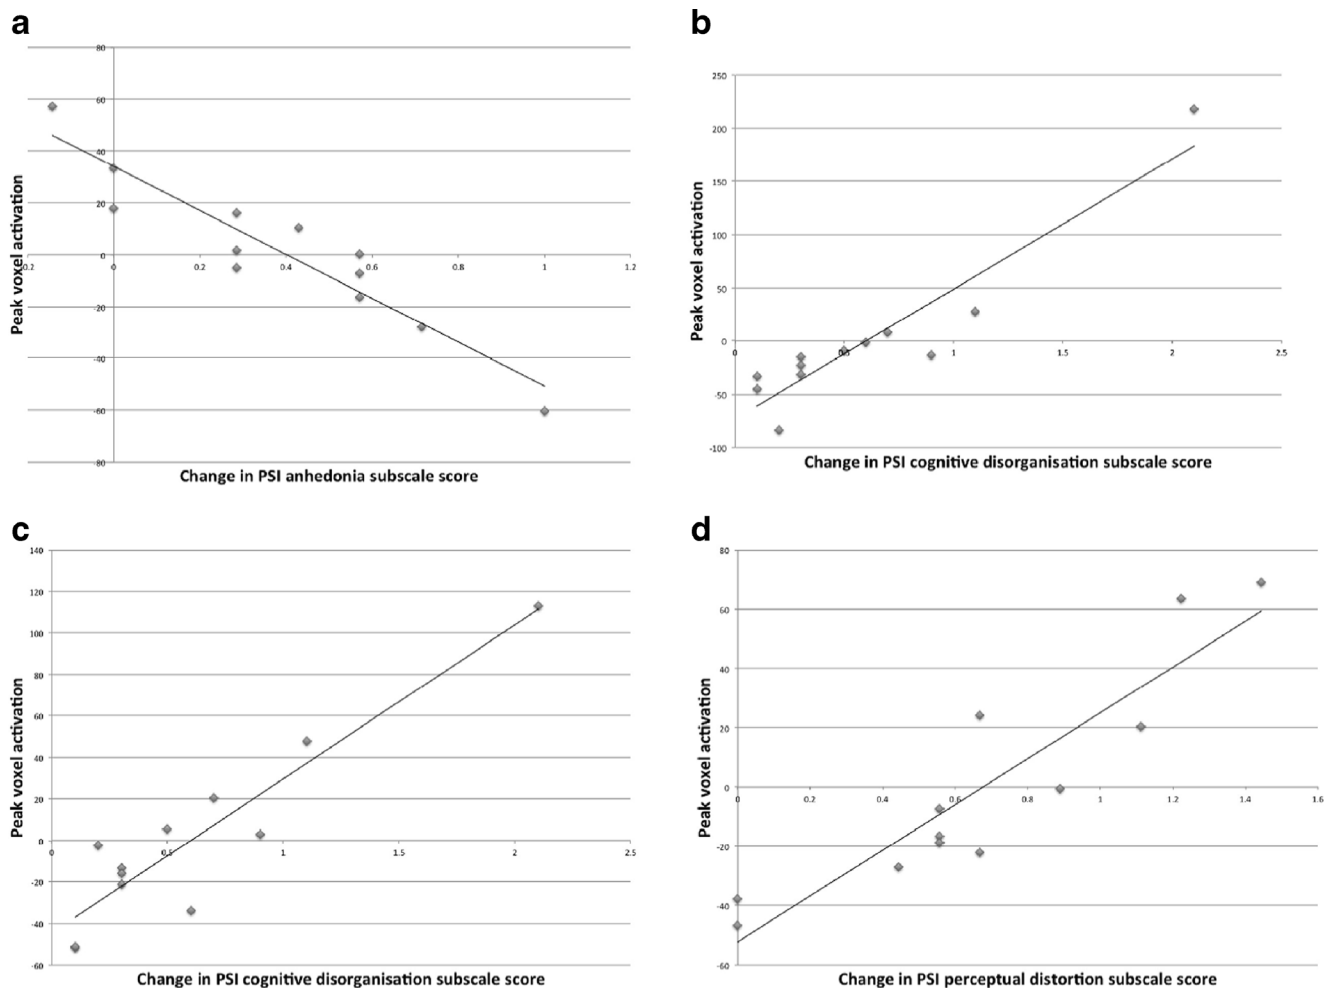 a
80
60
40
20
0
-20
-40
-60
-80
0.2 0 0.2 0.4 0.6 0.8 1 1.2
Peak voxel activation
Change in PSI anhedonia subscale score
b
250
200
150
100
50
0
-50
-100
0 0.5 1 1.5 2 2.5
Peak voxel activation
Change in PSI cognitive disorganisation subscale score
c
140
120
100
80
60
40
20
0
-20
-40
-60
0 0.5 1 1.5 2 2.5
Peak voxel activation
Change in PSI cognitive disorganisation subscale score
d
80
60
40
20
0
-20
-40
-60
0 0.2 0.4 0.6 0.8 1 1.2 1.4 1.6
Peak voxel activation
Change in PSI perceptual distortion subscale score